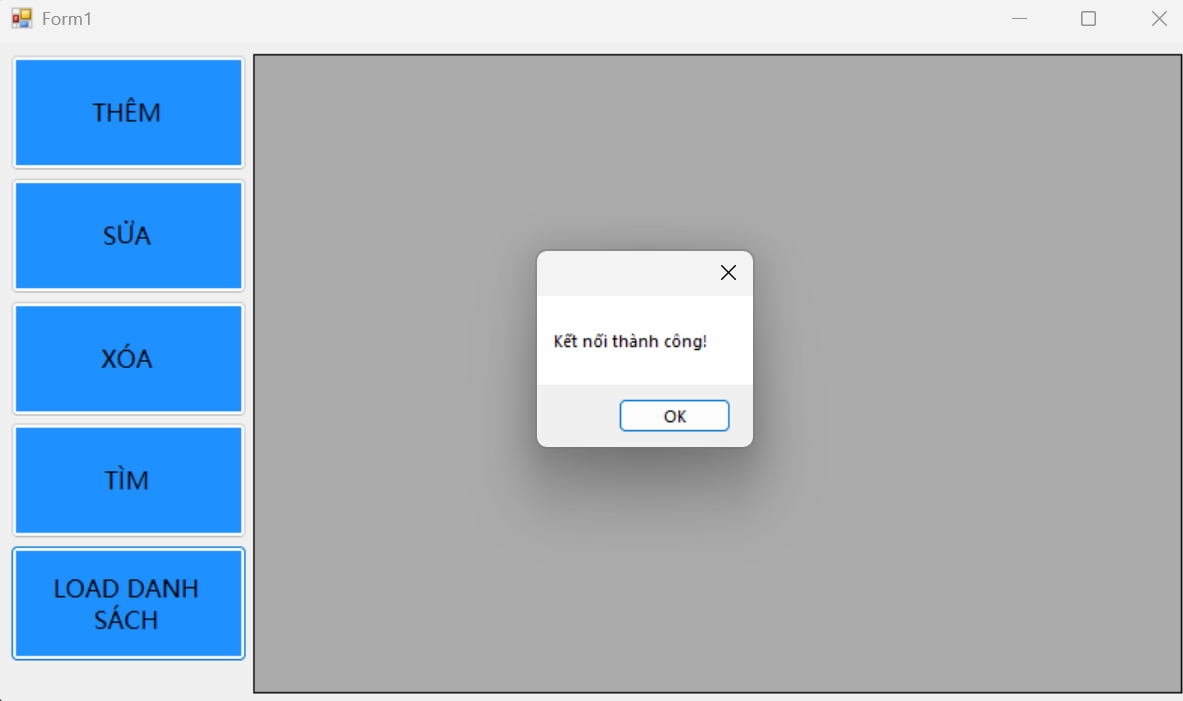 Form1
THÊM
SỬA
XÓA
TÌM
LOAD DANH
SÁCH
Kết nối thành công!
OK